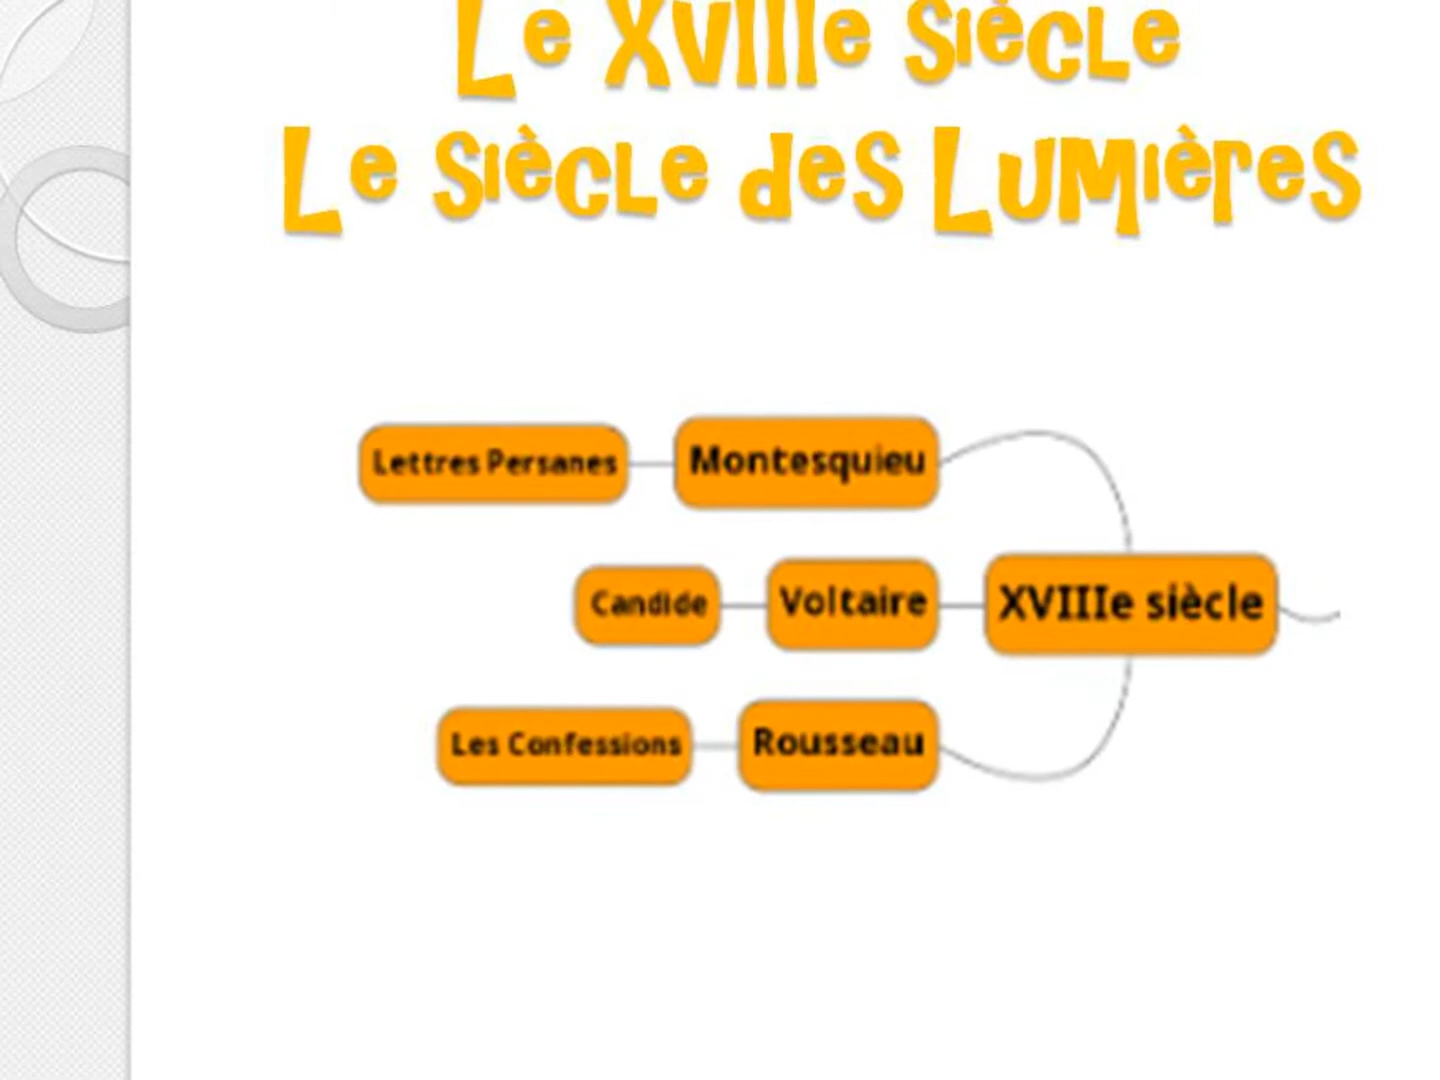 Le XVIIIe siècle
Le siècle des Lumières
Lettres Persanes
Montesquieu
Candide
Voltaire
XVIIIe siècle
Les Confessions
Rousseau